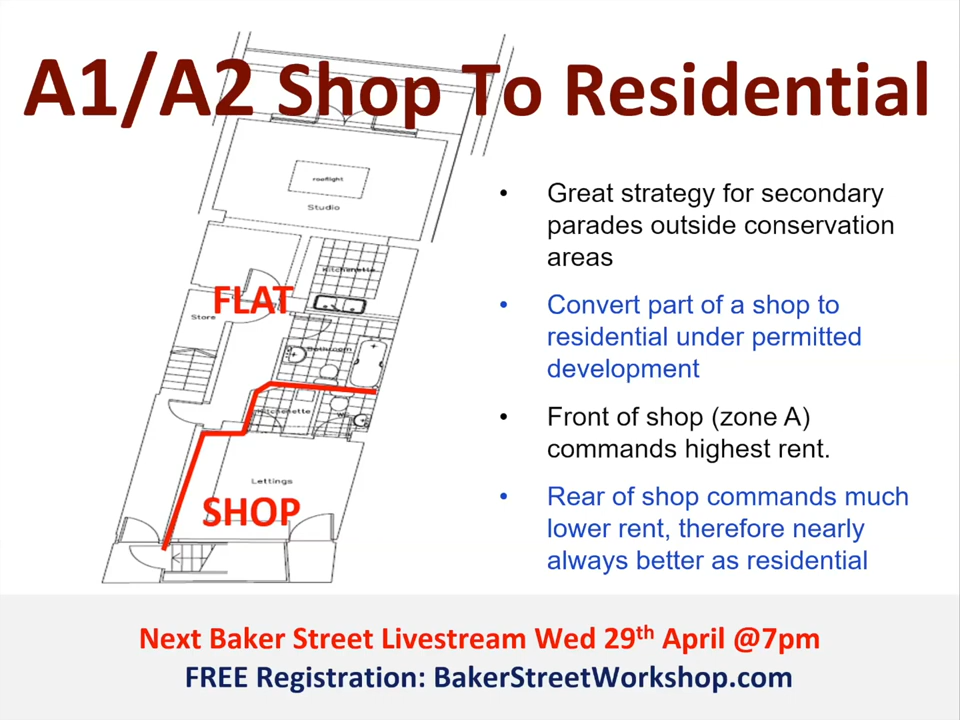 A1/A2 Shop To Residential
rooflight
Studio
Kitchenette
FLAT
Store
Bathroom
Kitchenette
Lettings
SHOP
• Great strategy for secondary
parades outside conservation
areas
• Convert part of a shop to
residential under permitted
development
• Front of shop (zone A)
commands highest rent.
• Rear of shop commands much
lower rent, therefore nearly
always better as residential
Next Baker Street Livestream Wed 29th April @7pm
FREE Registration: BakerStreetWorkshop.com